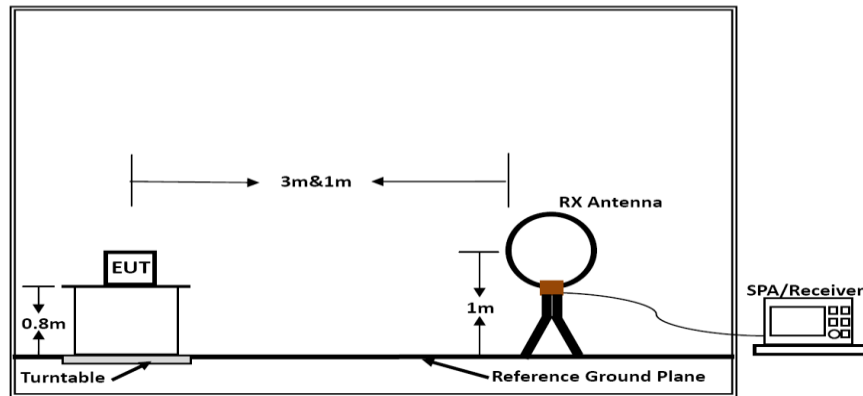 3m&1m
RX Antenna
EUT
SPA/Receiver
0.8m
1m
Turntable
Reference Ground Plane